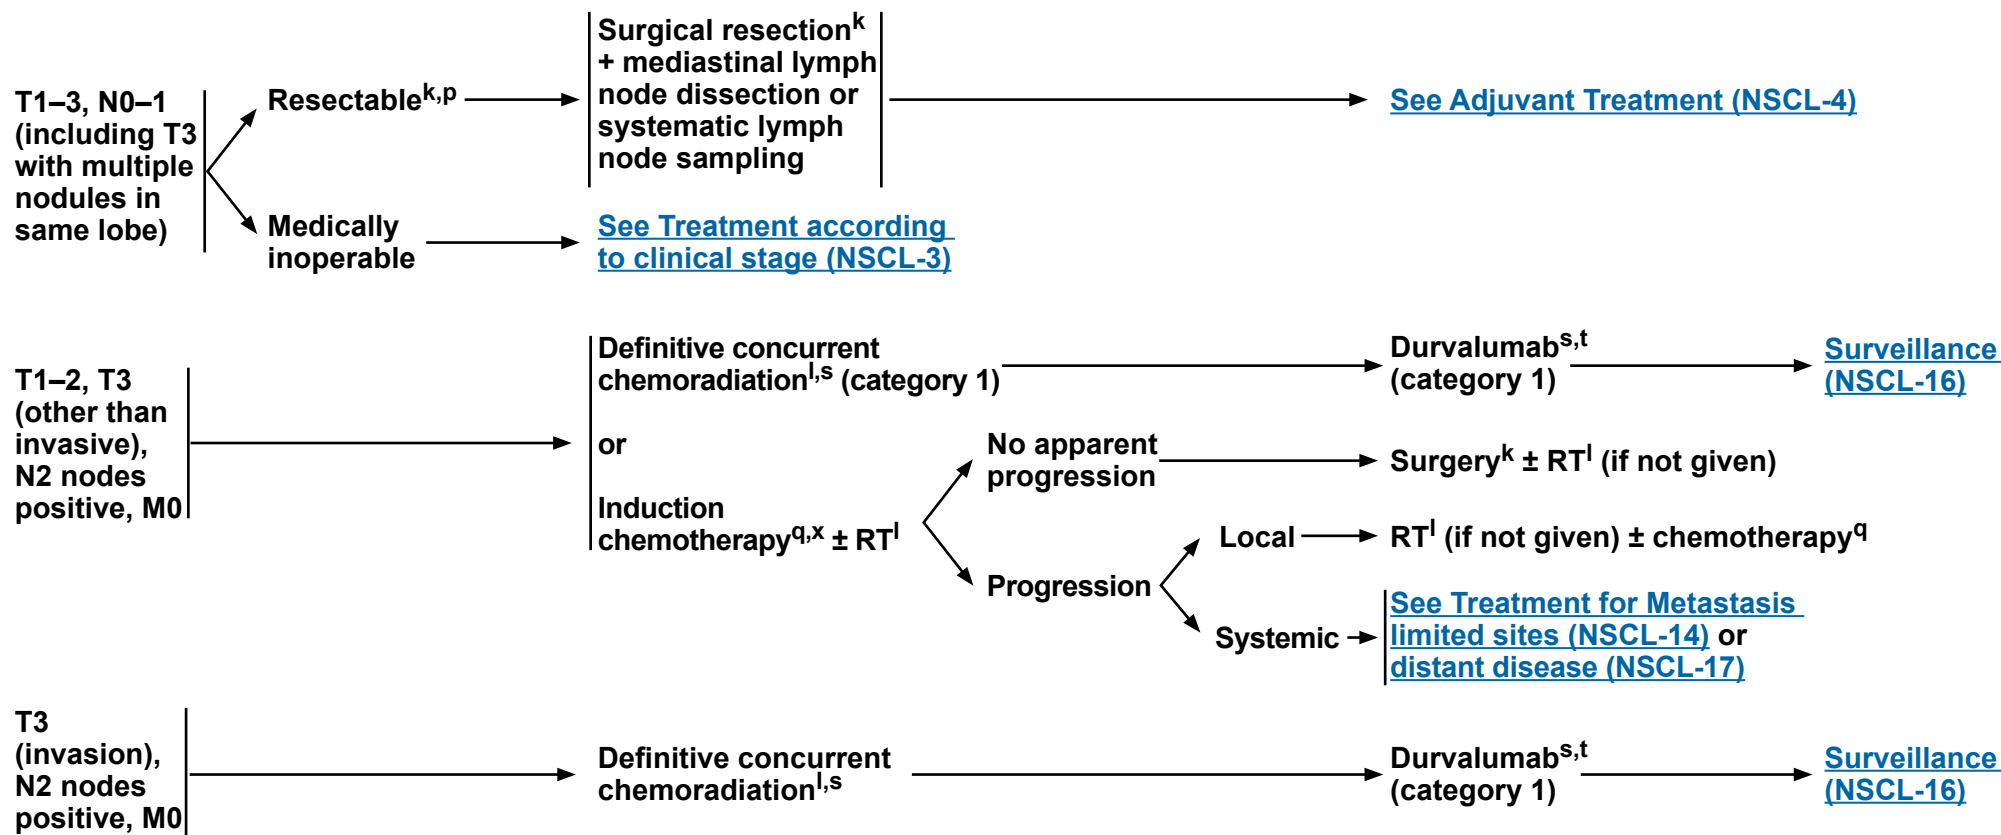 T1–3, N0–1
(including T3
with multiple
nodules in
same lobe)
Resectablek,p
Surgical resectionk
+ mediastinal lymph
node dissection or
systematic lymph
node sampling
See Adjuvant Treatment (NSCL-4)
Medically
inoperable
See Treatment according
to clinical stage (NSCL-3)
T1–2, T3
(other than
invasive),
N2 nodes
positive, M0
Definitive concurrent
chemoradiationl,s (category 1)
Durvalumabs,t
(category 1)
Surveillance
(NSCL-16)
or
Induction
chemotherapyq,x ± RTl
No apparent
progression
Surgeryk ± RTl (if not given)
Progression
Local
RTl (if not given) ± chemotherapyq
Systemic
See Treatment for Metastasis
limited sites (NSCL-14) or
distant disease (NSCL-17)
T3
(invasion),
N2 nodes
positive, M0
Definitive concurrent
chemoradiationl,s
Durvalumabs,t
(category 1)
Surveillance
(NSCL-16)